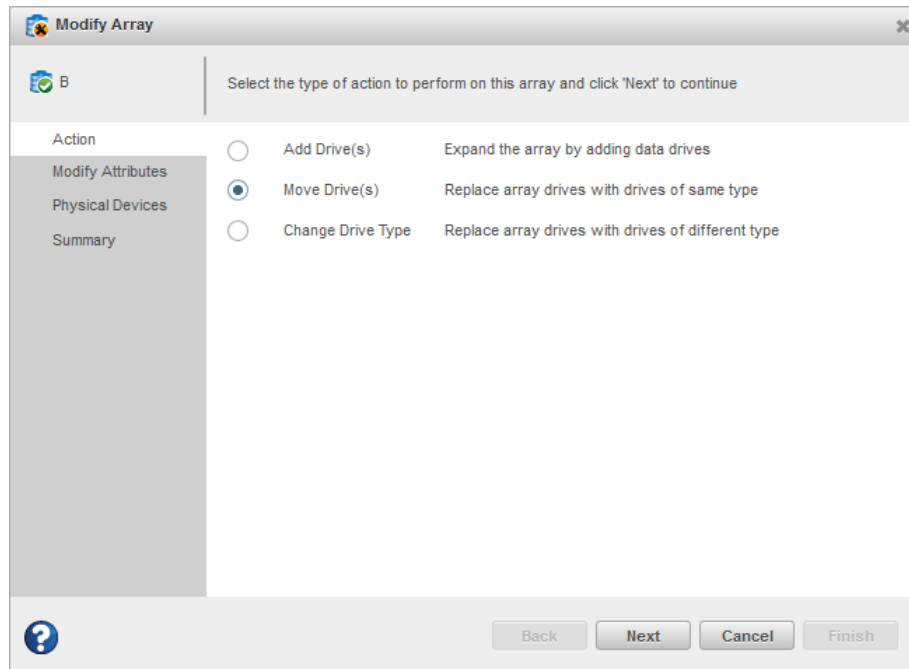 Modify Array
B
Select the type of action to perform on this array and click 'Next' to continue
Action
Modify Attributes
Physical Devices
Summary
Add Drive(s) Expand the array by adding data drives
Move Drive(s) Replace array drives with drives of same type
Change Drive Type Replace array drives with drives of different type
? Back Next Cancel Finish